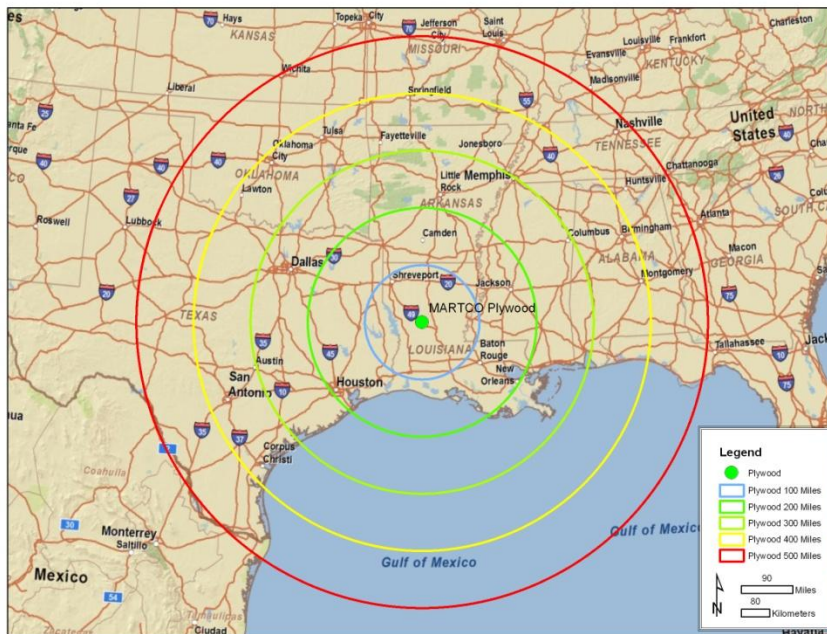 Hays
Topeka
City
Jefferson
City
Saint
Louis
Louisville
Frankfort
Charleston
KANSAS
MISSOURI
Evansville
KENTUCKY
Wichita
Madisonville
Liberal
Springfield
Nashville
United
States
Tulsa
Fayetteville
Jonesboro
TENNESSEE
Oklahoma
City
OKLAHOMA
Lawton
Little
Rock
Memphis
Huntsville
Chattanooga
ARKANSAS
Roswell
Lubbock
Camden
Columbus
Birmingham
Atlanta
SOUTH CA
Dallas
ALABAMA
Macon
GEORGIA
Shreveport
Jackson
Montgomery
MARTCO Plywood
TEXAS
LOUISIANA
Baton
Rouge
Tallahassee
Jack
Austin
New
Orleans
San
Antonio
Houston
Corpus
Christi
Coahuila
Monterrey
Saltillo
Gulf of Mexico
Gulf of Mexico
Mexico
Tamaulipas
Ciudad
Legend
Plywood
Plywood 100 Miles
Plywood 200 Miles
Plywood 300 Miles
Plywood 400 Miles
Plywood 500 Miles
N
90
Miles
80
Kilometers